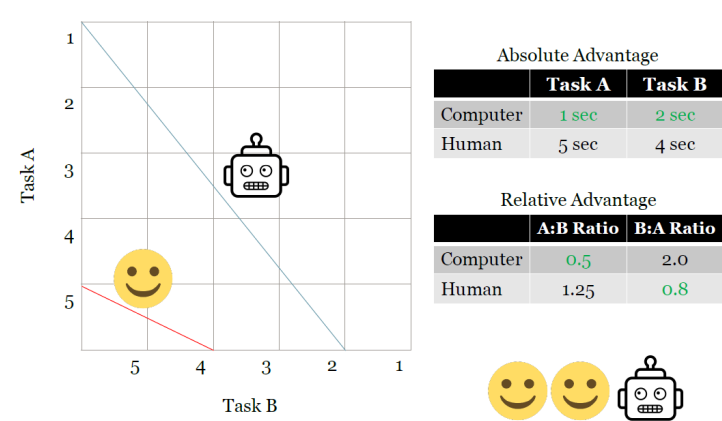 1
2
3
4
5
Task A
5 4 3 2 1
Task B
Absolute Advantage
Task A Task B
Computer 1 sec 2 sec
Human 5 sec 4 sec
Relative Advantage
A:B Ratio B:A Ratio
Computer 0.5 2.0
Human 1.25 0.8